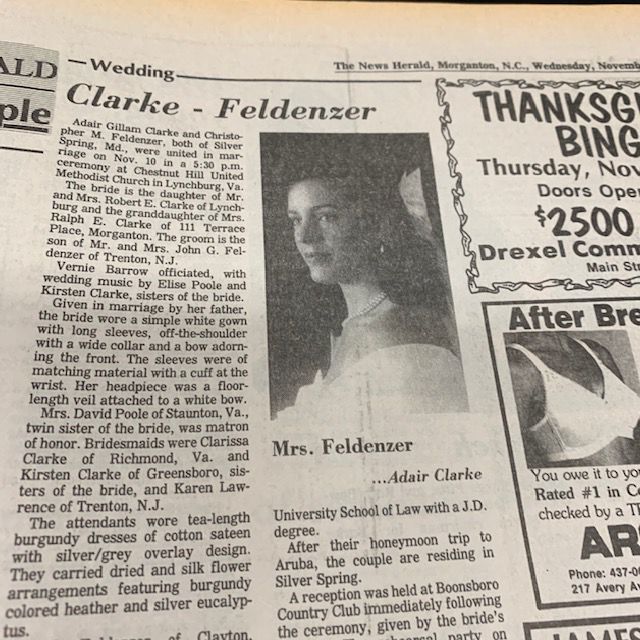 ALD
ple
Wedding
The News Herald, Morganton, N.C., Wednesday,
Clarke - Feldenzer
Adair Gillam Clarke and Christo-
pher M. Feldenzer, both of Silver
Spring, Md., were united in mar-
riage on Nov. 10 in a 5:30 p.m.
ceremony at Chestnut Hill United
Methodist Church in Lynchburg, Va.
The bride is the daughter of Mr.
and Mrs. Robert E. Clarke of Lynch-
burg and the granddaughter of Mrs.
Ralph E. Clarke of 111 Terrace
Place, Morganton. The groom is the
son of Mr. and Mrs. John G. Fel-
denzer of Trenton, N.J.
Vernie Barrow officiated, with
wedding music by Elise Poole and
Kirsten Clarke, sisters of the bride.
Given in marriage by her father,
the bride wore a simple white gown
with long sleeves, off-the-shoulder
with a wide collar and a bow adorn-
ing the front. The sleeves were of
matching material with a cuff at the
wrist. Her headpiece was a floor-
length veil attached to a white bow.
Mrs. David Poole of Staunton, Va.,
twin sister of the bride, was matron
of honor. Bridesmaids were Clarissa
Clarke of Richmond, Va. and
Kirsten Clarke of Greensboro, sis-
ters of the bride, and Karen Law-
rence of Trenton, N.J.
The attendants wore tea-length
burgundy dresses of cotton sateen
with silver/grey overlay design.
They carried dried and silk flower
arrangements featuring burgundy
colored heather and silver eucalyp-
tus.
of Clayton,
Mrs. Feldenzer
...Adair Clarke
University School of Law with a J.D.
degree.
After their honeymoon trip to
Aruba, the couple are residing in
Silver Spring.
A reception was held at Boonsboro
Country Club immediately following
the ceremony, given by the bride's
party on
THANKSG
BING
Thursday, Nov
Doors Ope
$2500
Drexel Comm
Main St
After Bre
You owe it to yo
Rated #1 in Co
checked by a
AR
Phone: 437-0
217 Avery A